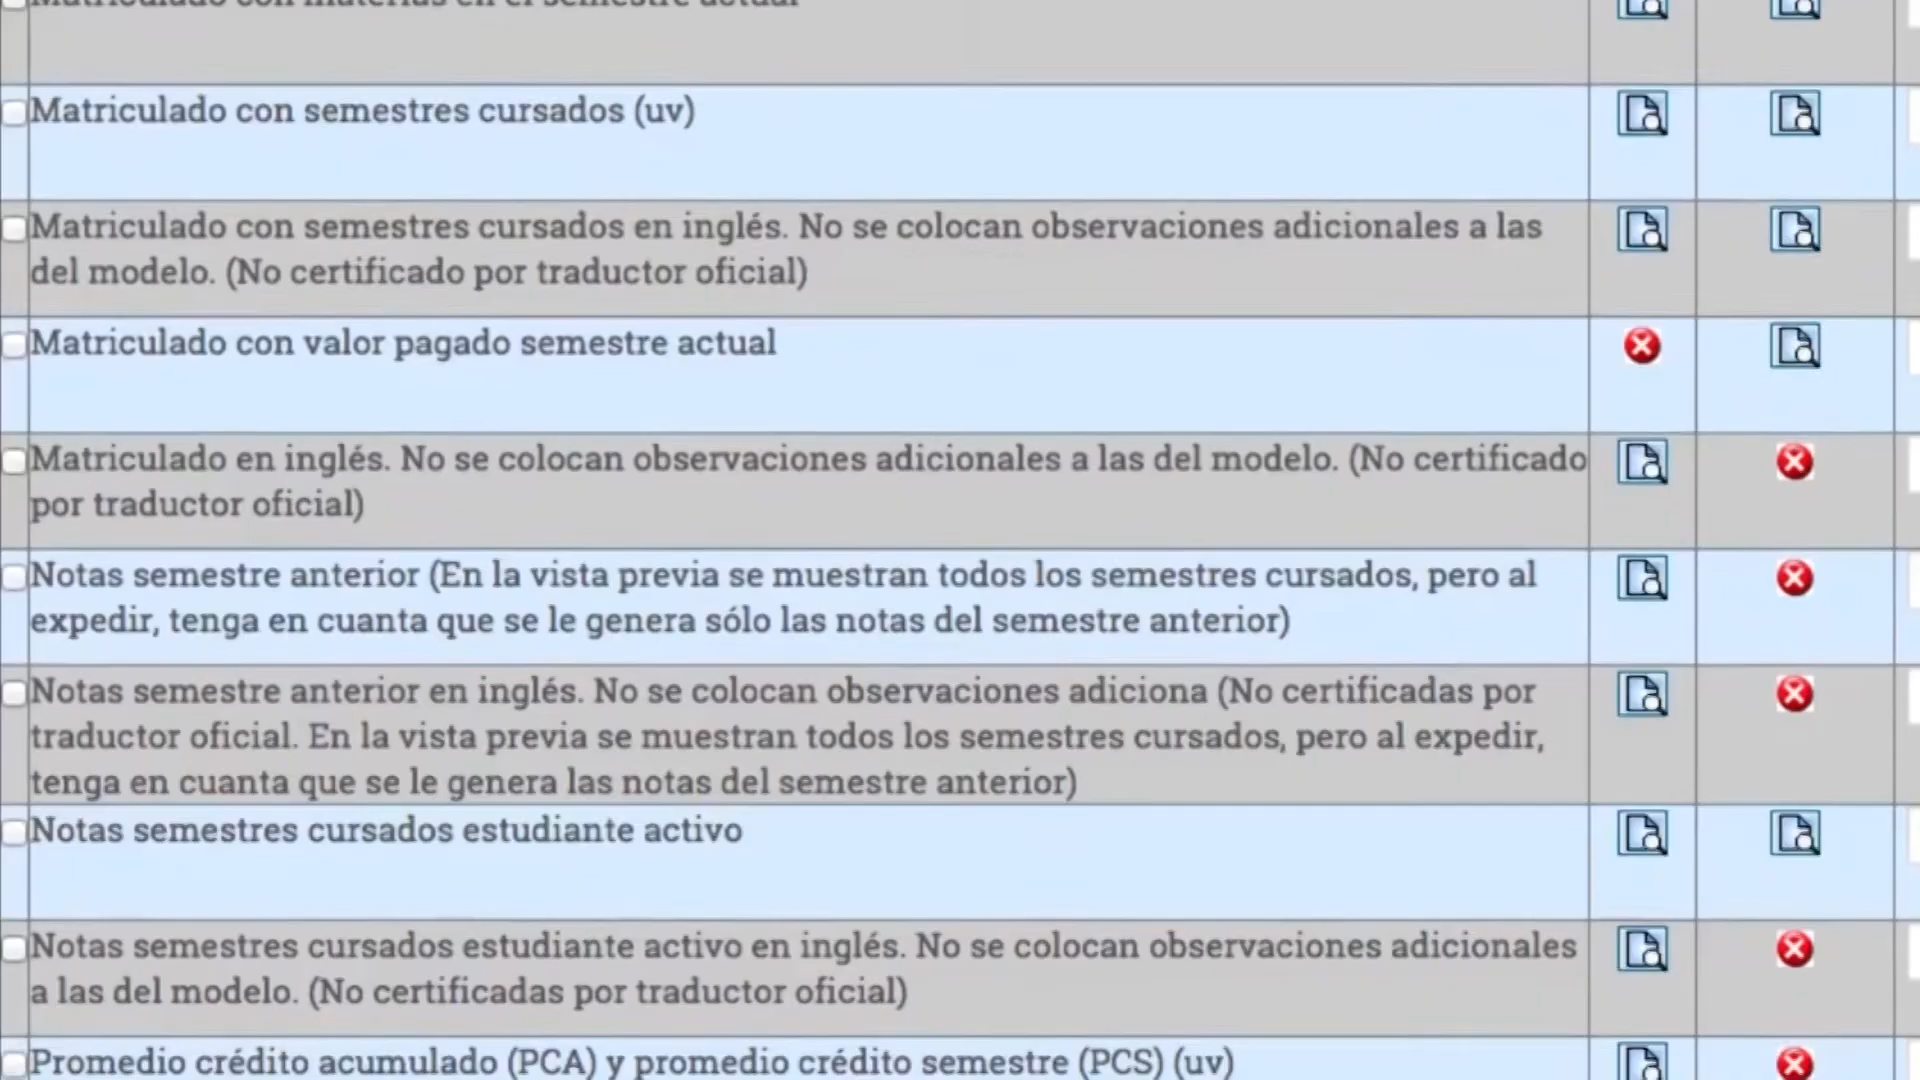 Matriculado con materias en el semestre actual
Matriculado con semestres cursados (uv)
Matriculado con semestres cursados en inglés. No se colocan observaciones adicionales a las
del modelo. (No certificado por traductor oficial)
Matriculado con valor pagado semestre actual
Matriculado en inglés. No se colocan observaciones adicionales a las del modelo. (No certificado
por traductor oficial)
Notas semestre anterior (En la vista previa se muestran todos los semestres cursados, pero al
expedir, tenga en cuanta que se le genera sólo las notas del semestre anterior)
Notas semestre anterior en inglés. No se colocan observaciones adiciona (No certificadas por
traductor oficial. En la vista previa se muestran todos los semestres cursados, pero al expedir,
tenga en cuanta que se le genera las notas del semestre anterior)
Notas semestres cursados estudiante activo
Notas semestres cursados estudiante activo en inglés. No se colocan observaciones adicionales
a las del modelo. (No certificadas por traductor oficial)
Promedio crédito acumulado (PCA) y promedio crédito semestre (PCS) (uv)